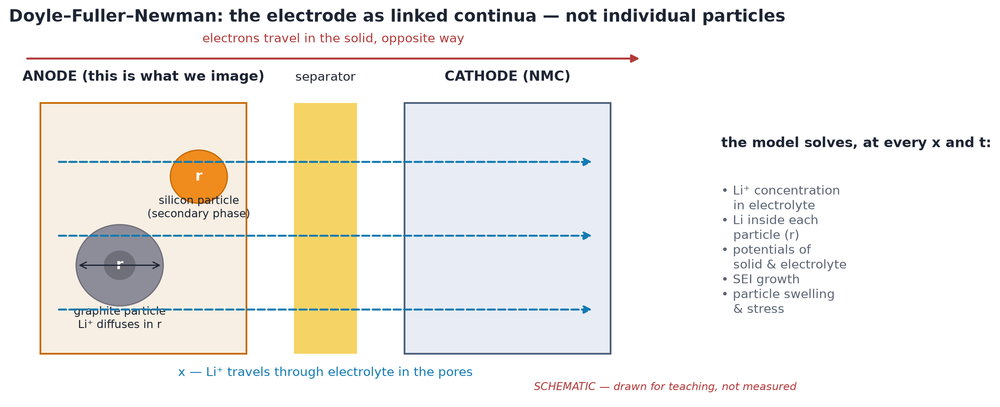 Doyle–Fuller–Newman: the electrode as linked continua — not individual particles
electrons travel in the solid, opposite way
ANODE (this is what we image)
separator
CATHODE (NMC)
r
silicon particle
(secondary phase)
r
graphite particle
Li⁺ diffuses in r
the model solves, at every x and t:
• Li⁺ concentration
in electrolyte
• Li inside each
particle (r)
• potentials of
solid & electrolyte
• SEI growth
• particle swelling
& stress
x — Li⁺ travels through electrolyte in the pores
SCHEMATIC — drawn for teaching, not measured